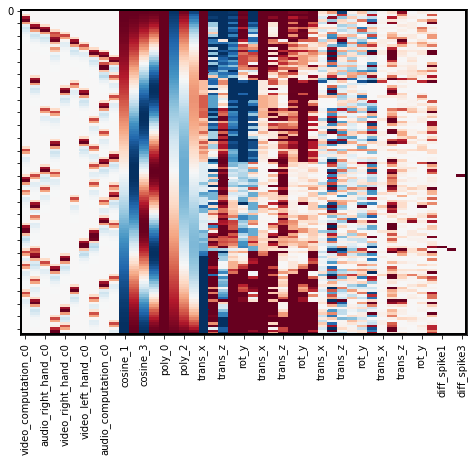 0
video_computation_c0
audio_right_hand_c0
video_right_hand_c0
video_left_hand_c0
audio_computation_c0
cosine_1
cosine_3
poly_0
poly_2
trans_x
trans_z
rot_y
trans_x
trans_z
rot_y
trans_x
trans_z
rot_y
trans_x
trans_z
rot_y
diff_spike1
diff_spike3